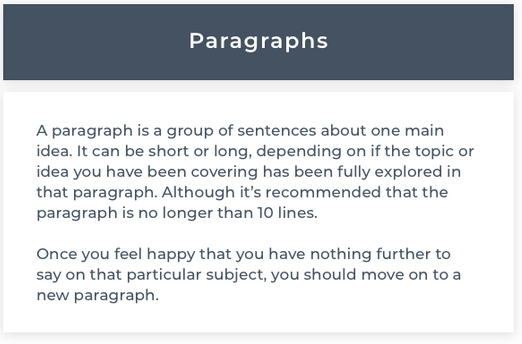 Paragraphs
A paragraph is a group of sentences about one main
idea. It can be short or long, depending on if the topic or
idea you have been covering has been fully explored in
that paragraph. Although it’s recommended that the
paragraph is no longer than 10 lines.
Once you feel happy that you have nothing further to
say on that particular subject, you should move on to a
new paragraph.